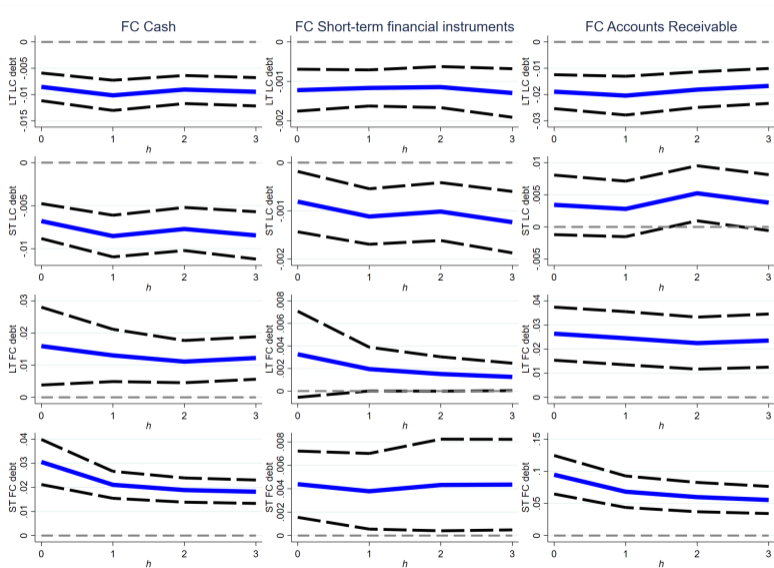 FC Cash
FC Short-term financial instruments
FC Accounts Receivable
LT LC debt
0
-.005
-.01
-.015
0 1 2 3
h
LT LC debt
0
-.001
-.002
0 1 2 3
h
LT LC debt
0
-.01
-.02
-.03
0 1 2 3
h
ST LC debt
0
-.005
-.01
0 1 2 3
h
ST LC debt
0
-.001
-.002
0 1 2 3
h
ST LC debt
.01
.005
0
-.005
0 1 2 3
h
LT FC debt
.03
.02
.01
0
0 1 2 3
h
LT FC debt
.008
.006
.004
.002
0
0 1 2 3
h
LT FC debt
.04
.03
.02
.01
0
0 1 2 3
h
ST FC debt
.04
.03
.02
.01
0
0 1 2 3
h
ST FC debt
.008
.006
.004
.002
0
0 1 2 3
h
ST FC debt
.15
.1
.05
0
0 1 2 3
h